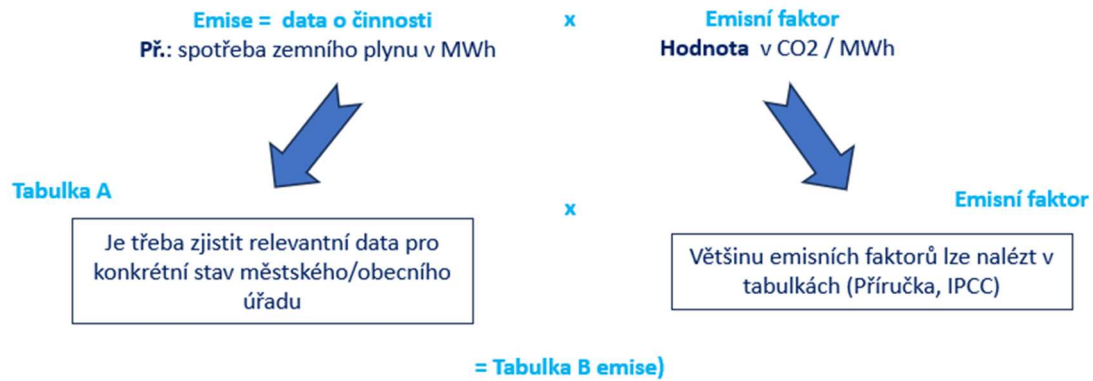 Emise = data o činnosti x Emisní faktor
Př.: spotřeba zemního plynu v MWh Hodnota v CO2 / MWh
Tabulka A x Emisní faktor
Je třeba zjistit relevantní data pro
konkrétní stav městského/obecního
úřadu
Většinu emisních faktorů lze nalézt v
tabulkách (Příručka, IPCC)
= Tabulka B emise)